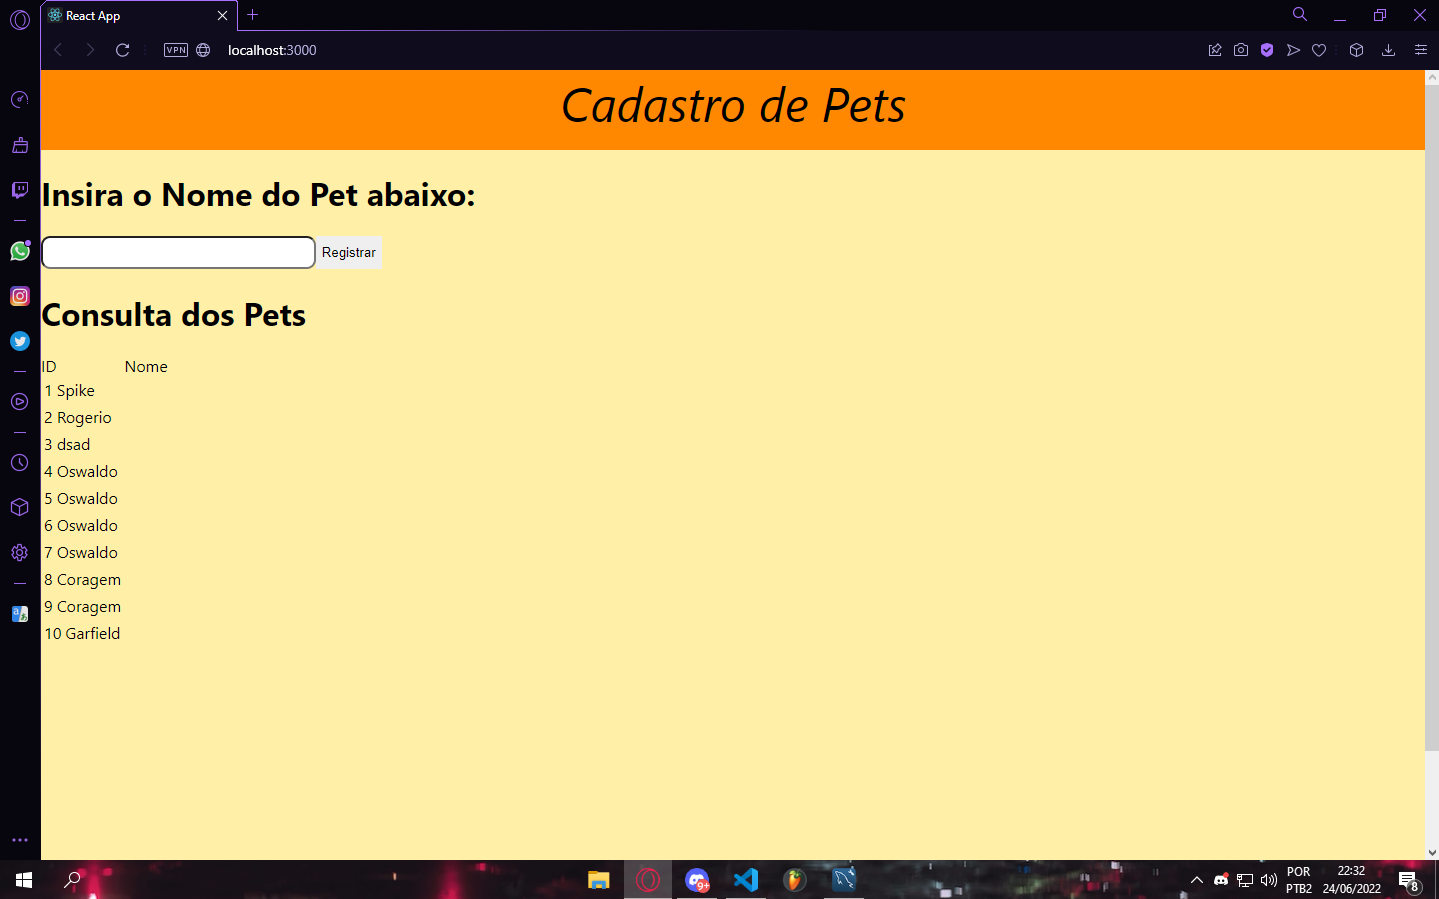 React App
VPN
localhost:3000
Cadastro de Pets
Insira o Nome do Pet abaixo:
Registrar
Consulta dos Pets
ID Nome
1 Spike
2 Rogerio
3 dsad
4 Oswaldo
5 Oswaldo
6 Oswaldo
7 Oswaldo
8 Coragem
9 Coragem
10 Garfield
9+
POR 22:32
PTB2 24/06/2022
8